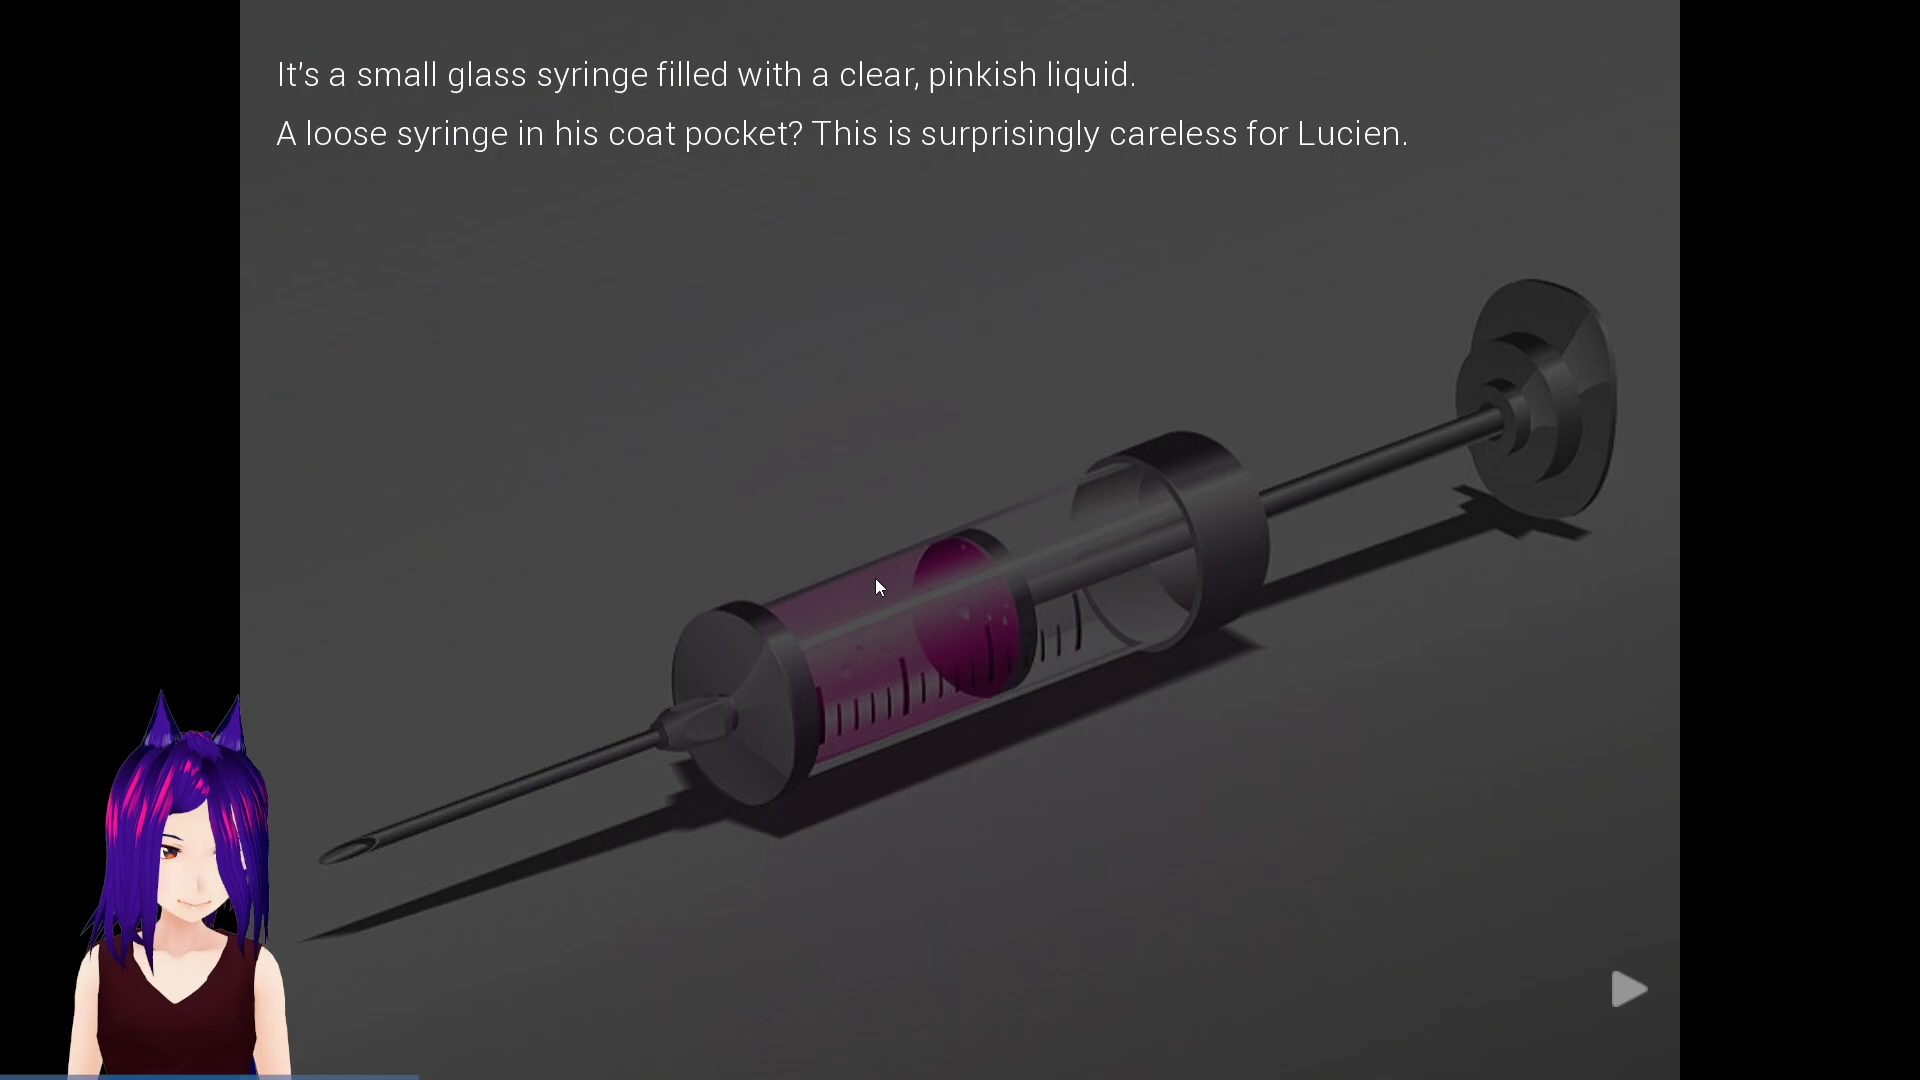 It's a small glass syringe filled with a clear, pinkish liquid.
A loose syringe in his coat pocket? This is surprisingly careless for Lucien.